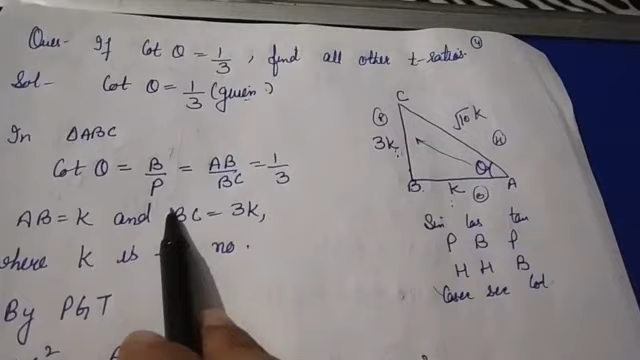 Ques- If Cot θ = 1/3, find all other t-ratios. (4)
Sol- Cot θ = 1/3 (given)
In ΔABC
Cot θ = B/P = AB/BC = 1/3
AB = K and BC = 3K,
where K is no.
By PGT
C
(P) 3K √10 K (H)
θ
B K A
(B)
Sin Cos tan
P B P
H H B
Cosec sec Cot